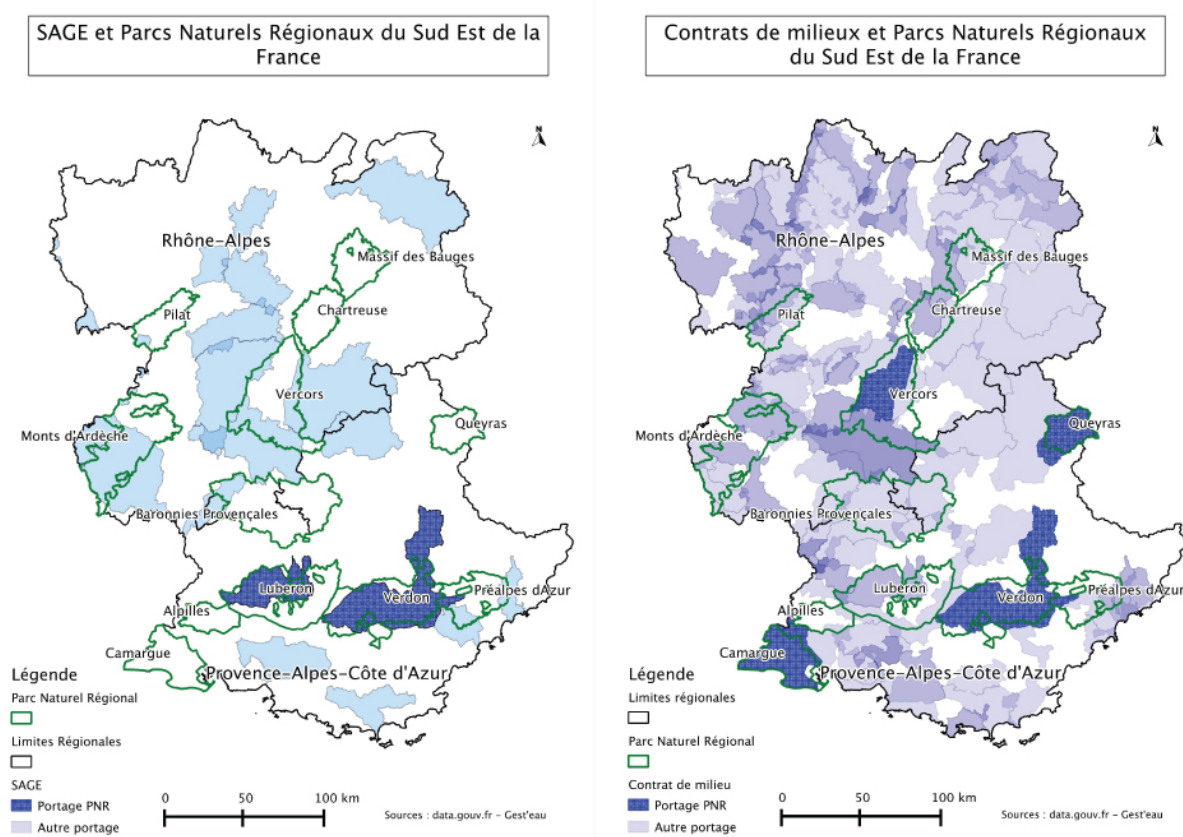 SAGE et Parcs Naturels Régionaux du Sud Est de la
France
N
Rhône-Alpes
Massif des Bauges
Pilat
Chartreuse
Vercors
Monts d'Ardèche
Queyras
Baronnies Provençales
Luberon
Verdon
Préalpes d'Azur
Alpilles
Camargue
Provence-Alpes-Côte d'Azur
Légende
Parc Naturel Régional
Limites Régionales
SAGE
Portage PNR
Autre portage
0 50 100 km
Sources : data.gouv.fr - Gest'eau
Contrats de milieux et Parcs Naturels Régionaux
du Sud Est de la France
N
Rhône-Alpes
Massif des Bauges
Pilat
Chartreuse
Vercors
Monts d'Ardèche
Queyras
Baronnies Provençales
Luberon
Verdon
Préalpes d'Azur
Alpilles
Camargue
Provence-Alpes-Côte d'Azur
Légende
Limites régionales
Parc Naturel Régional
Contrat de milieu
Portage PNR
Autre portage
0 50 100 km
Sources : data.gouv.fr - Gest'eau